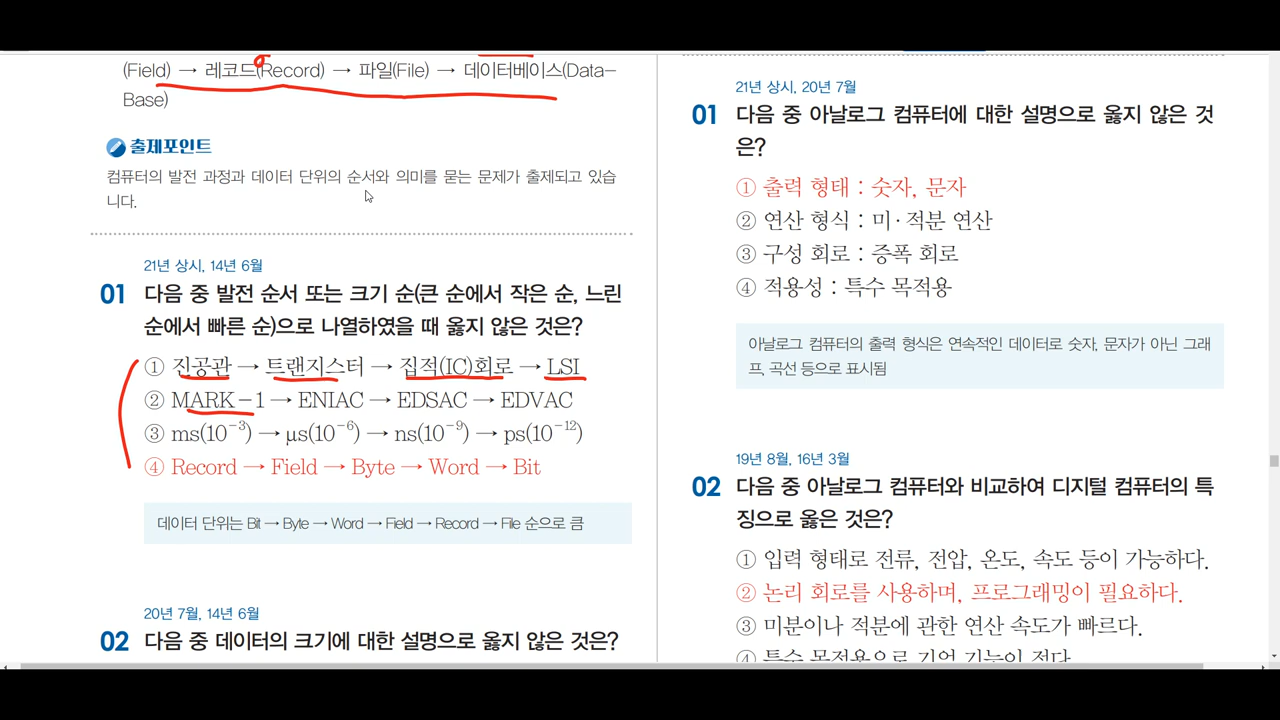 (Field) → 레코드(Record) → 파일(File) → 데이터베이스(Data-
Base)
출제포인트
컴퓨터의 발전 과정과 데이터 단위의 순서와 의미를 묻는 문제가 출제되고 있습
니다.
21년 상시, 14년 6월
01 다음 중 발전 순서 또는 크기 순(큰 순에서 작은 순, 느린
순에서 빠른 순)으로 나열하였을 때 옳지 않은 것은?
① 진공관 → 트랜지스터 → 집적(IC)회로 → LSI
② MARK-1 → ENIAC → EDSAC → EDVAC
③ ms(10⁻³) → μs(10⁻⁶) → ns(10⁻⁹) → ps(10⁻¹²)
④ Record → Field → Byte → Word → Bit
데이터 단위는 Bit → Byte → Word → Field → Record → File 순으로 큼
20년 7월, 14년 6월
02 다음 중 데이터의 크기에 대한 설명으로 옳지 않은 것은?
21년 상시, 20년 7월
01 다음 중 아날로그 컴퓨터에 대한 설명으로 옳지 않은 것
은?
① 출력 형태 : 숫자, 문자
② 연산 형식 : 미·적분 연산
③ 구성 회로 : 증폭 회로
④ 적용성 : 특수 목적용
아날로그 컴퓨터의 출력 형식은 연속적인 데이터로 숫자, 문자가 아닌 그래
프, 곡선 등으로 표시됨
19년 8월, 16년 3월
02 다음 중 아날로그 컴퓨터와 비교하여 디지털 컴퓨터의 특
징으로 옳은 것은?
① 입력 형태로 전류, 전압, 온도, 속도 등이 가능하다.
② 논리 회로를 사용하며, 프로그래밍이 필요하다.
③ 미분이나 적분에 관한 연산 속도가 빠르다.
④ 특수 목적용으로 기억 기능이 적다.